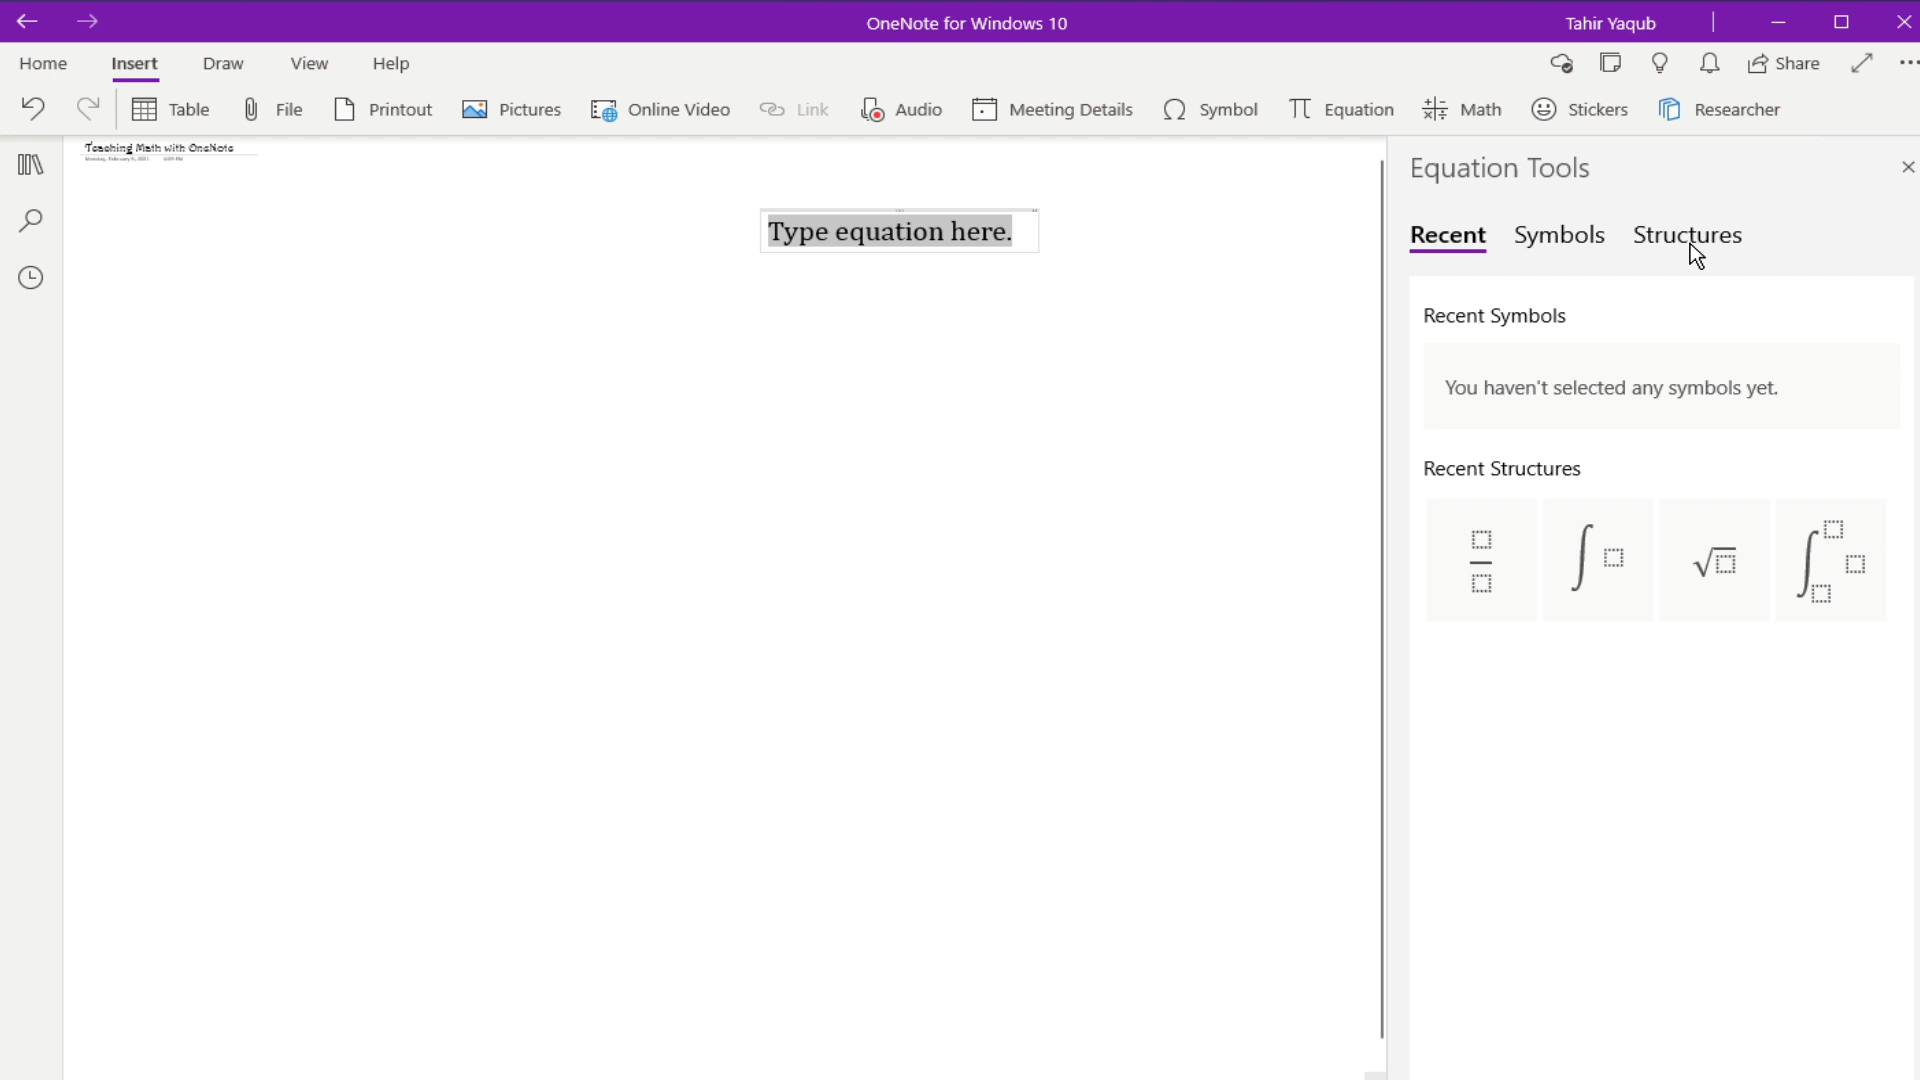 OneNote for Windows 10
Tahir Yaqub
Home Insert Draw View Help
Share
Table File Printout Pictures Online Video Link Audio Meeting Details Symbol Equation Math Stickers Researcher
Teaching Math with OneNote
Equation Tools
Type equation here.
Recent Symbols Structures
Recent Symbols
You haven't selected any symbols yet.
Recent Structures